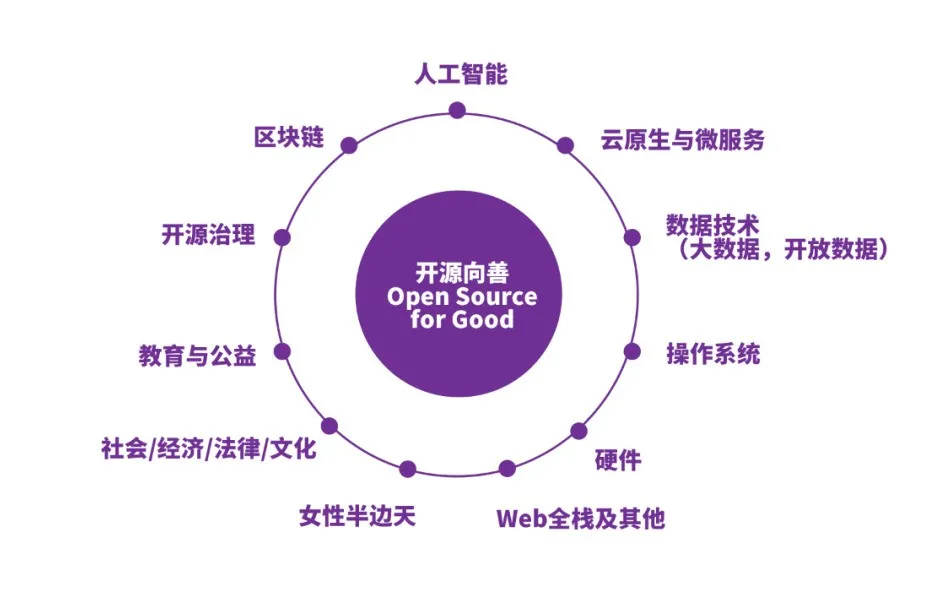 人工智能
云原生与微服务
数据技术
（大数据，开放数据）
操作系统
硬件
Web全栈及其他
女性半边天
社会/经济/法律/文化
教育与公益
开源治理
区块链
开源向善
Open Source
for Good